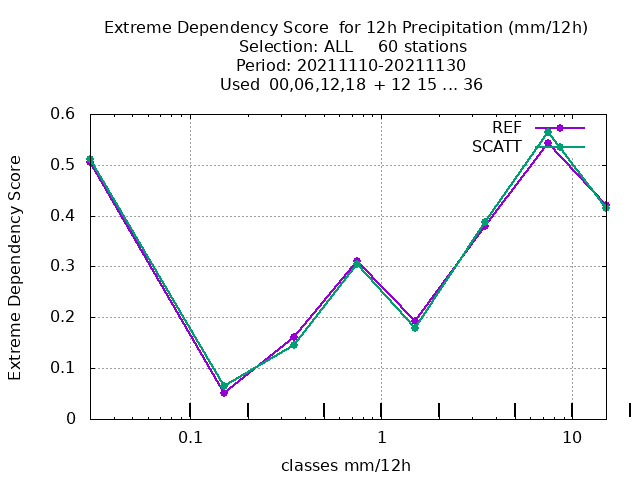 Extreme Dependency Score  for 12h Precipitation (mm/12h)
Selection: ALL     60 stations
Period: 20211110-20211130
Used  00,06,12,18  + 12 15 ... 36
REF
SCATT
Extreme Dependency Score
0.6
0.5
0.4
0.3
0.2
0.1
0
0.1 1 10
classes mm/12h